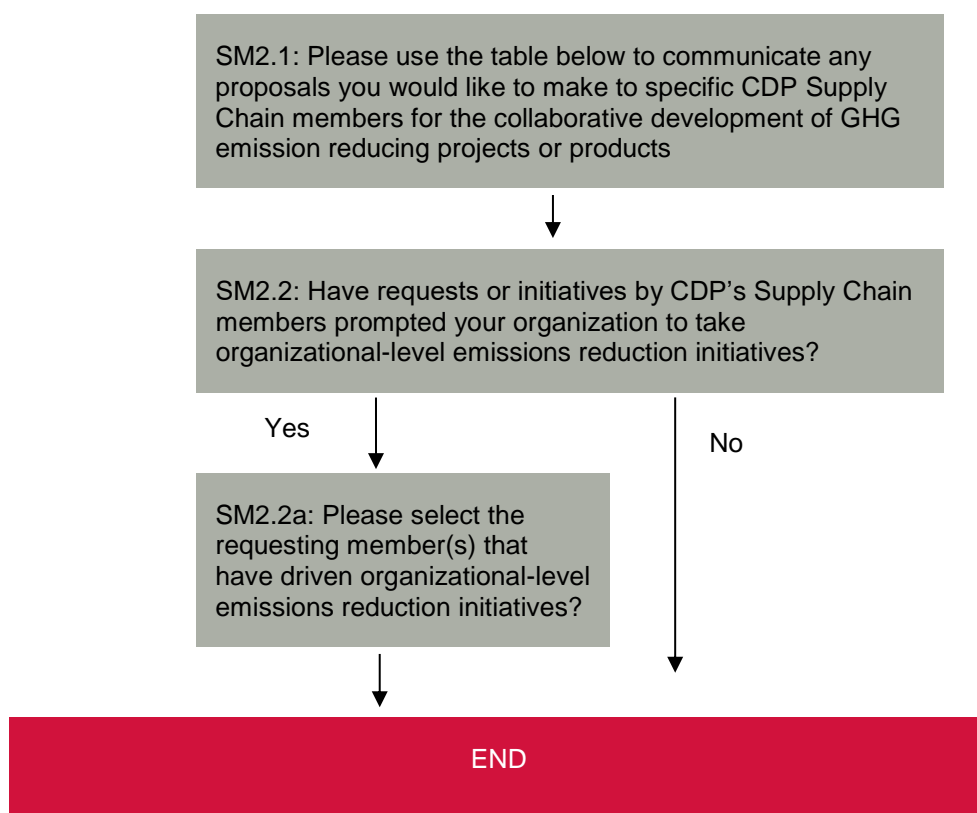 SM2.1: Please use the table below to communicate any
proposals you would like to make to specific CDP Supply
Chain members for the collaborative development of GHG
emission reducing projects or products
SM2.2: Have requests or initiatives by CDP’s Supply Chain
members prompted your organization to take
organizational-level emissions reduction initiatives?
Yes
No
SM2.2a: Please select the
requesting member(s) that
have driven organizational-level
emissions reduction initiatives?
END